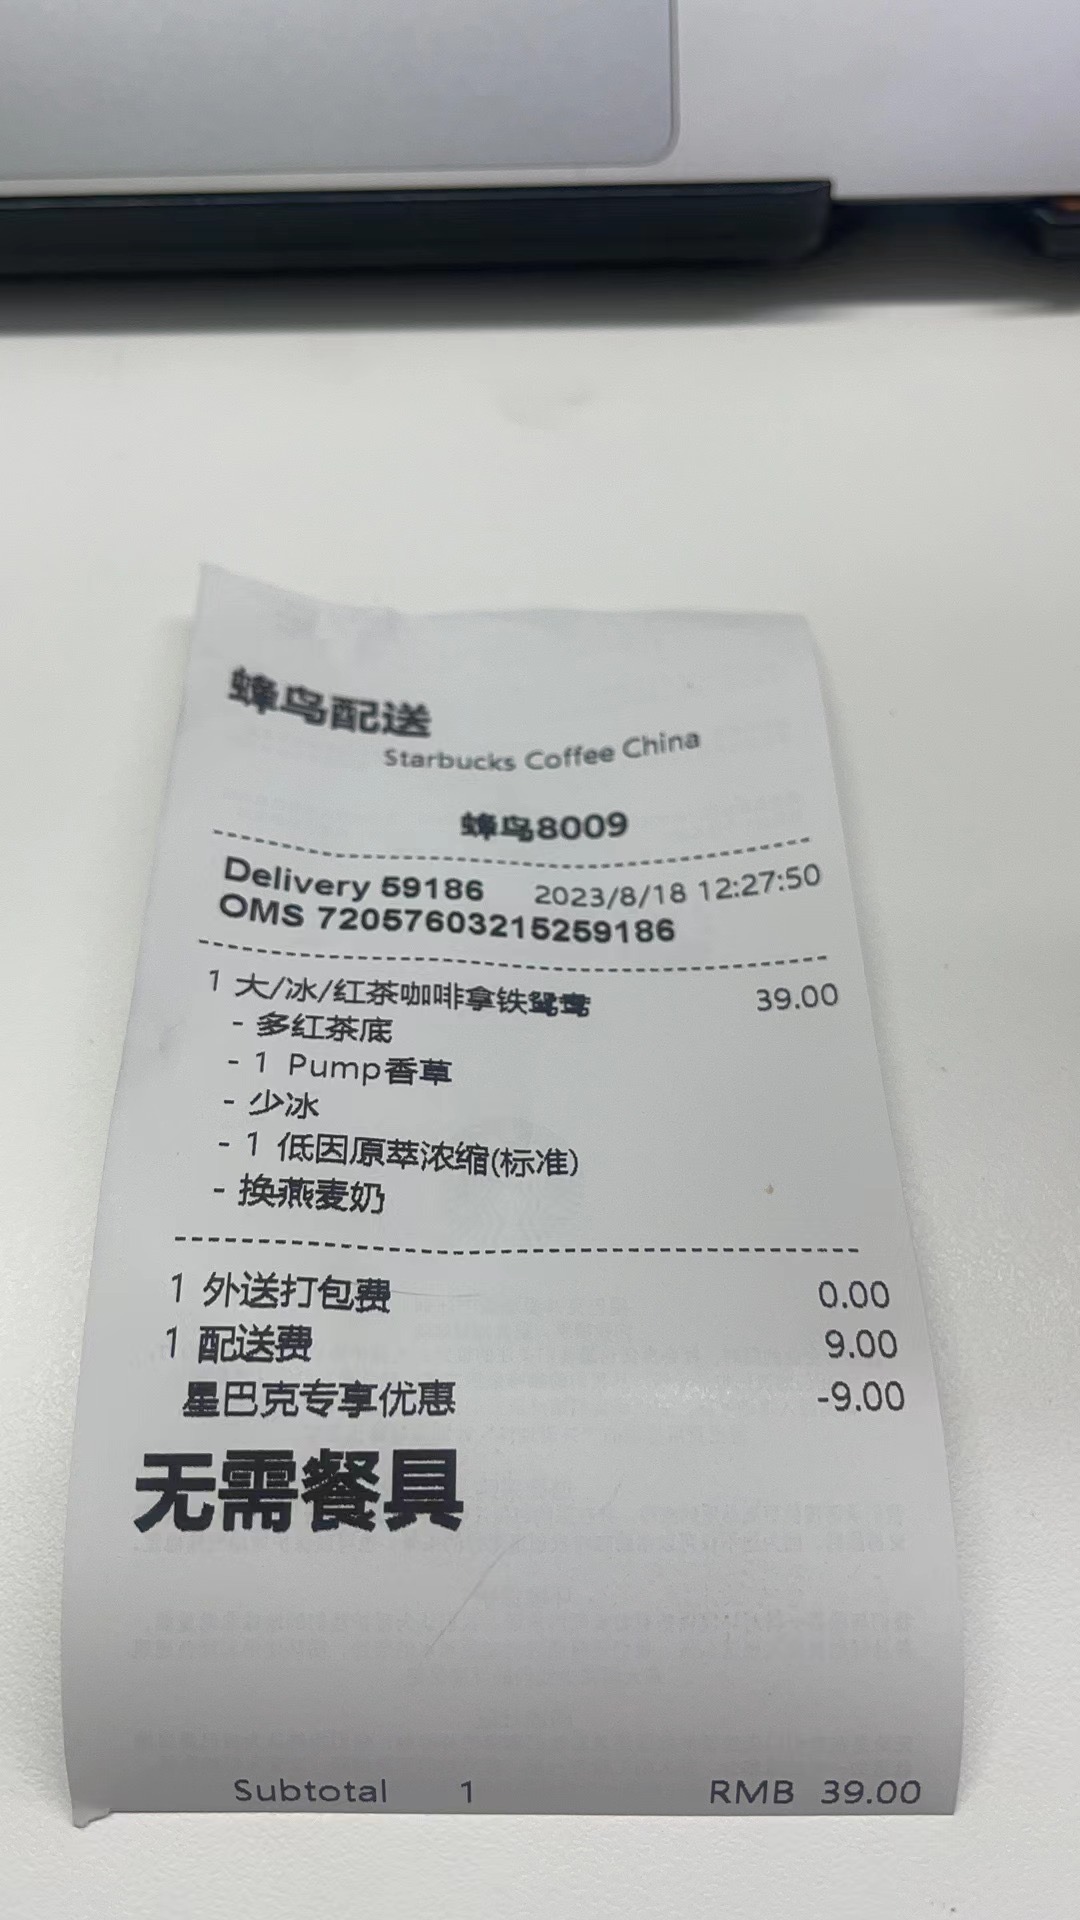 蜂鸟配送
Starbucks Coffee China
蜂鸟8009
Delivery 59186 2023/8/18 12:27:50
OMS 72057603215259186
1 大/冰/红茶咖啡拿铁鸳鸯 39.00
- 多红茶底
- 1 Pump香草
- 少冰
- 1 低因原萃浓缩(标准)
- 换燕麦奶
1 外送打包费 0.00
1 配送费 9.00
星巴克专享优惠 -9.00
无需餐具
Subtotal 1 RMB 39.00